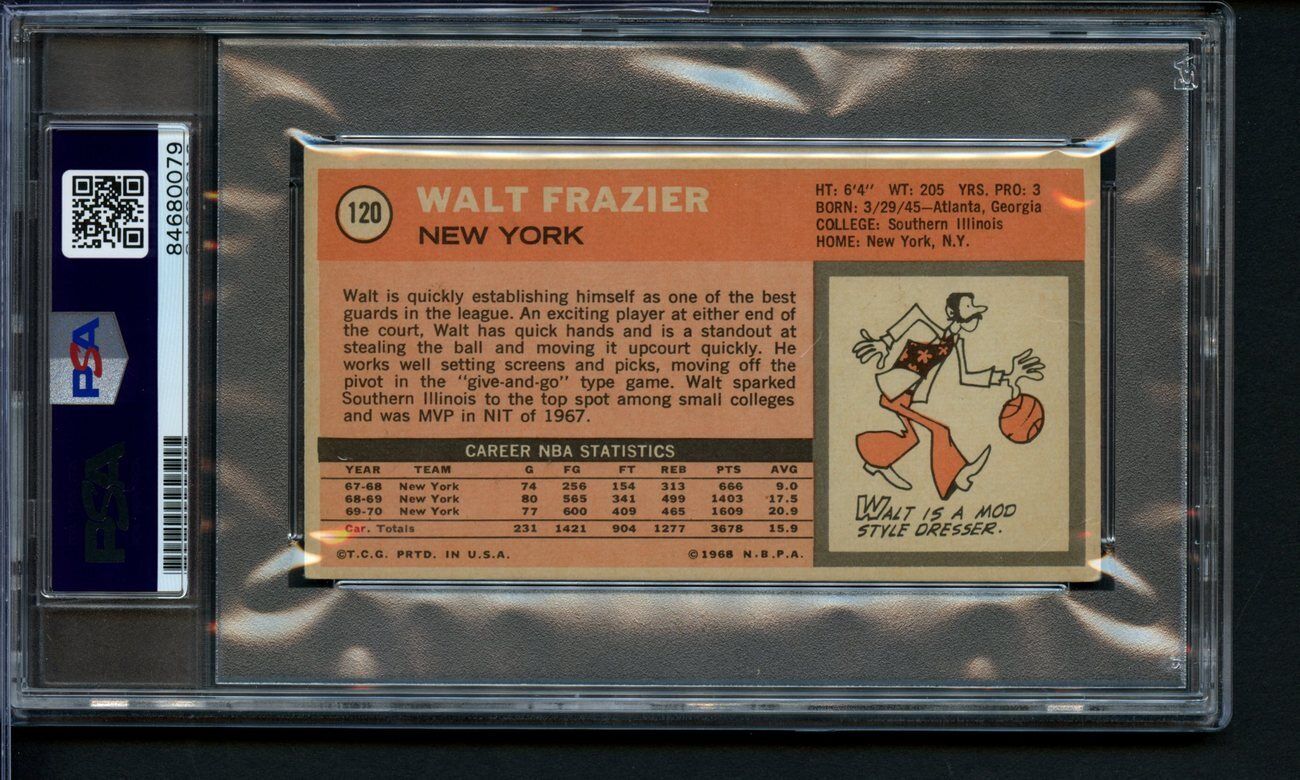 84680079
PSA
PSA
120
WALT FRAZIER
NEW YORK
HT: 6'4" WT: 205 YRS. PRO: 3
BORN: 3/29/45—Atlanta, Georgia
COLLEGE: Southern Illinois
HOME: New York, N.Y.
Walt is quickly establishing himself as one of the best
guards in the league. An exciting player at either end of
the court, Walt has quick hands and is a standout at
stealing the ball and moving it upcourt quickly. He
works well setting screens and picks, moving off the
pivot in the "give-and-go" type game. Walt sparked
Southern Illinois to the top spot among small colleges
and was MVP in NIT of 1967.
CAREER NBA STATISTICS
YEAR TEAM G FG FT REB PTS AVG
67-68 New York 74 256 154 313 666 9.0
68-69 New York 80 565 341 499 1403 17.5
69-70 New York 77 600 409 465 1609 20.9
Car. Totals 231 1421 904 1277 3678 15.9
©T.C.G. PRTD. IN U.S.A. ©1968 N.B.P.A.
WALT IS A MOD
STYLE DRESSER.